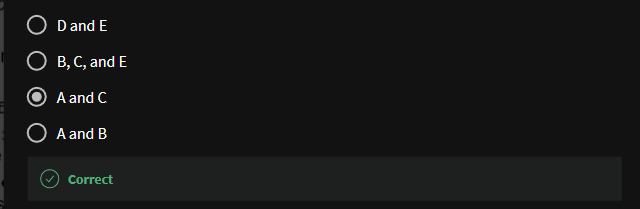 D and E
B, C, and E
A and C
A and B
Correct